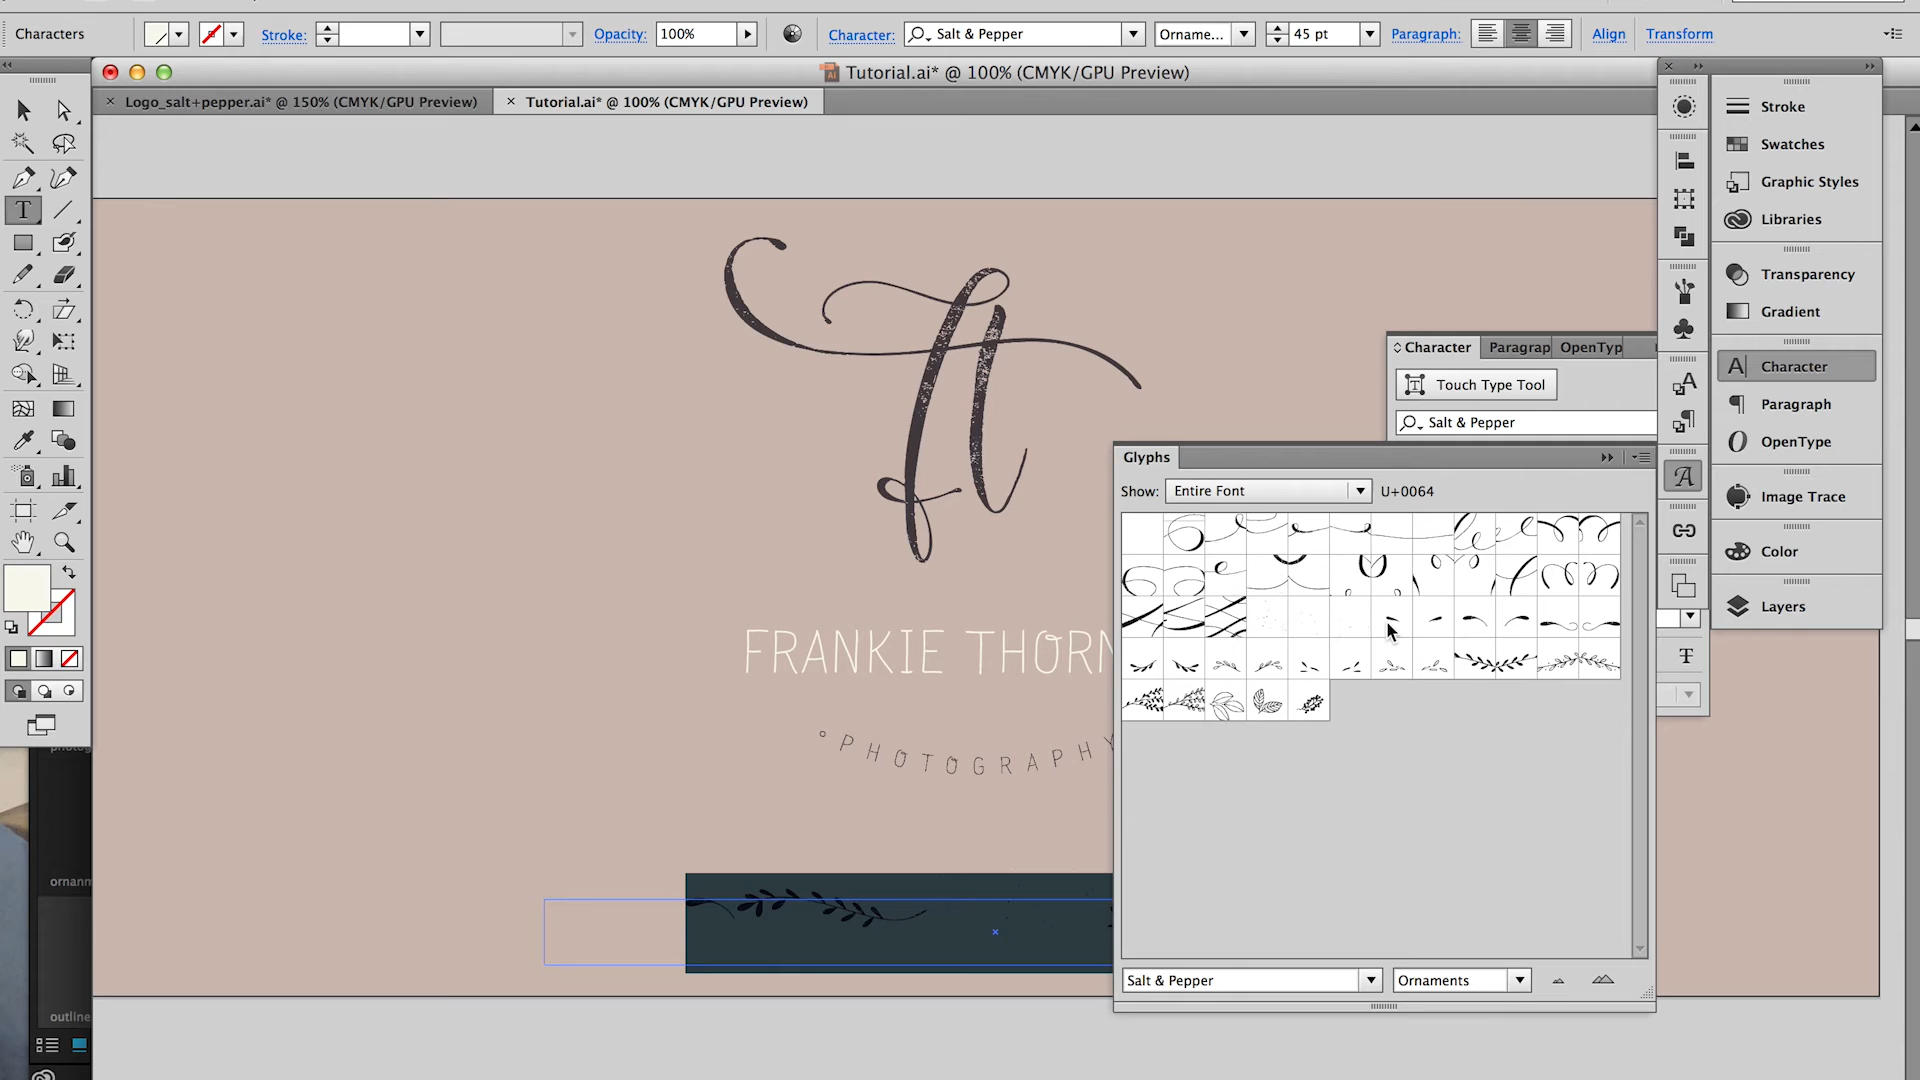 Characters
Stroke:
Opacity:
100%
Character:
Salt & Pepper
Orname...
45 pt
Paragraph:
Align
Transform
Tutorial.ai* @ 100% (CMYK/GPU Preview)
Logo_salt+pepper.ai* @ 150% (CMYK/GPU Preview)
Tutorial.ai* @ 100% (CMYK/GPU Preview)
Stroke
Swatches
Graphic Styles
Libraries
Transparency
Gradient
Character
Paragraph
OpenType
Image Trace
Color
Layers
Character
Paragrap
OpenTyp
Touch Type Tool
Salt & Pepper
Glyphs
Show:
Entire Font
U+0064
Salt & Pepper
Ornaments
FRANKIE THORN
°PHOTOGRAPHY
ornanm
outline